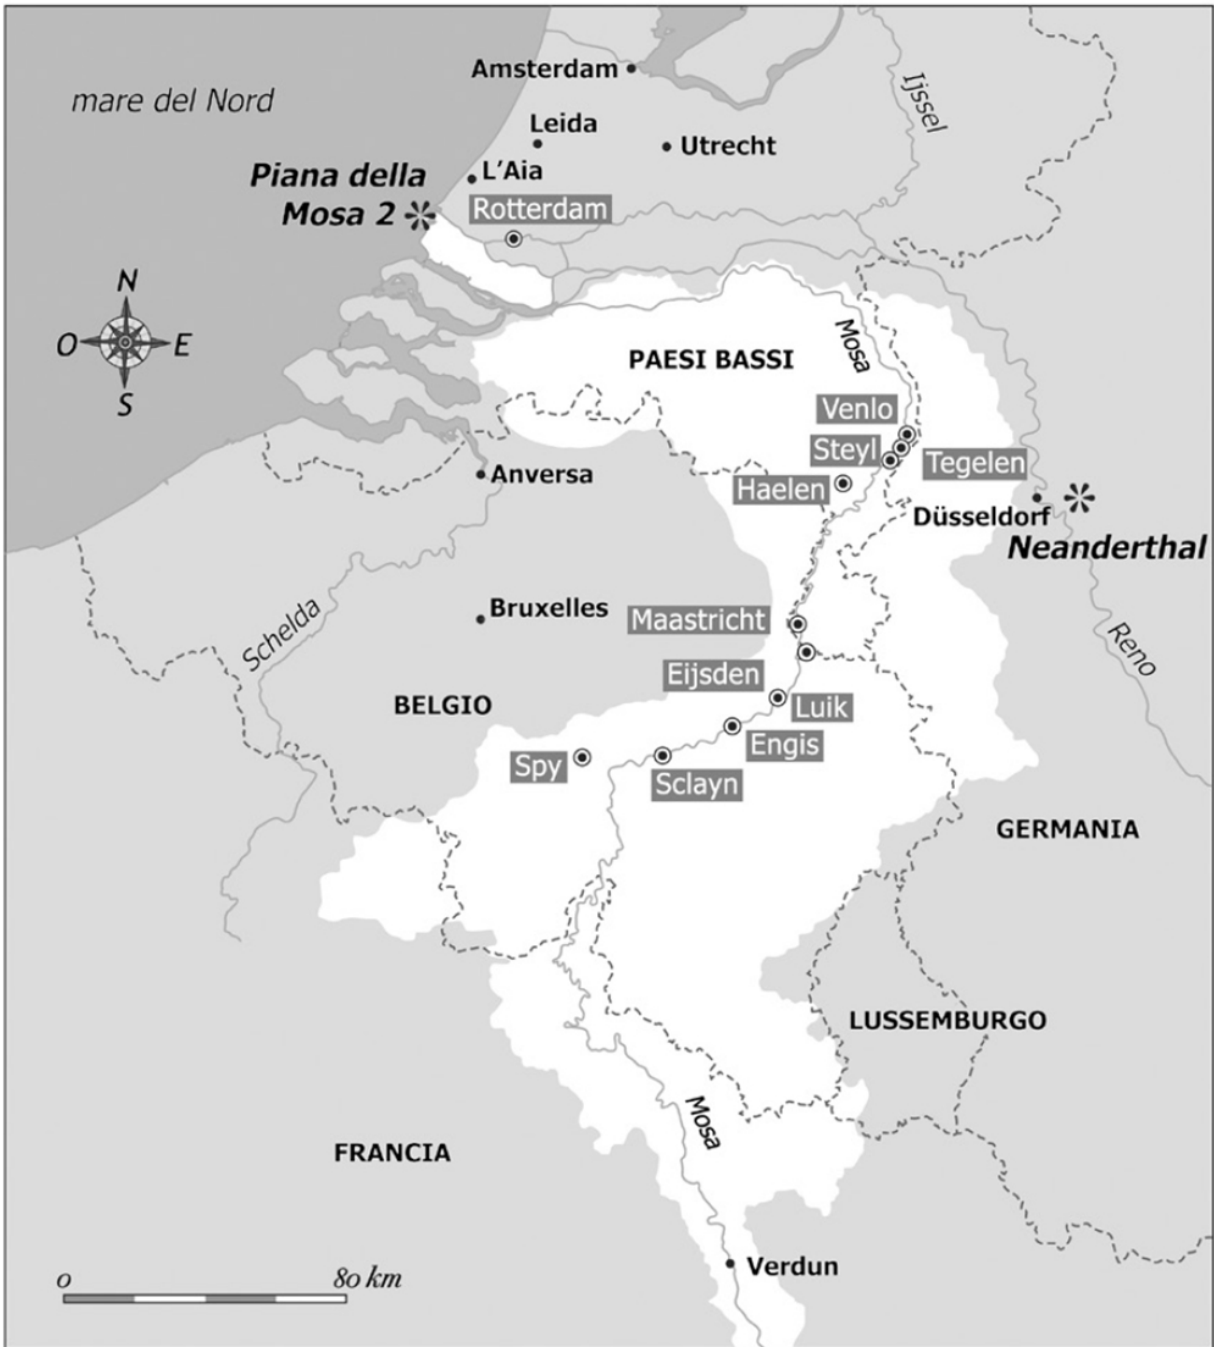 Amsterdam
Ijssel
mare del Nord
Leida
Utrecht
L'Aia
Piana della
Mosa 2
Rotterdam
N
O
E
S
Mosa
PAESI BASSI
Venlo
Steyl
Tegelen
Anversa
Haelen
Düsseldorf
Neanderthal
Bruxelles
Maastricht
Schelda
Reno
Eijsden
BELGIO
Luik
Engis
Spy
Sclayn
GERMANIA
LUSSEMBURGO
Mosa
FRANCIA
Verdun
0
80 km